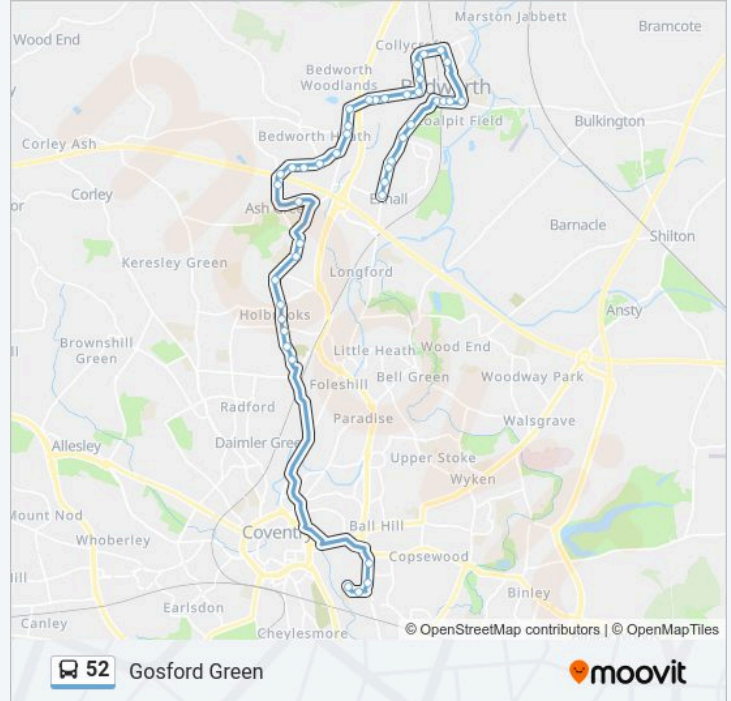 Marston Jabbett
Wood End
Collycr
Bramcote
Bedworth
Woodlands
Bedworth
Coalpit Field
Bulkington
Bedworth Heath
Corley Ash
Corley
Ash Green
Exhall
or
Barnacle
Shilton
Keresley Green
Longford
Ansty
Holbrooks
Brownshill
Green
Little Heath
Wood End
Bell Green
Woodway Park
Foleshill
Radford
Paradise
Walsgrave
Allesley
Daimler Green
Upper Stoke
Wyken
Mount Nod
Ball Hill
Coventry
Whoberley
Copsewood
Earlsdon
Binley
Canley
Cheylesmore
© OpenStreetMap contributors | © OpenMapTiles
52 Gosford Green
moovit